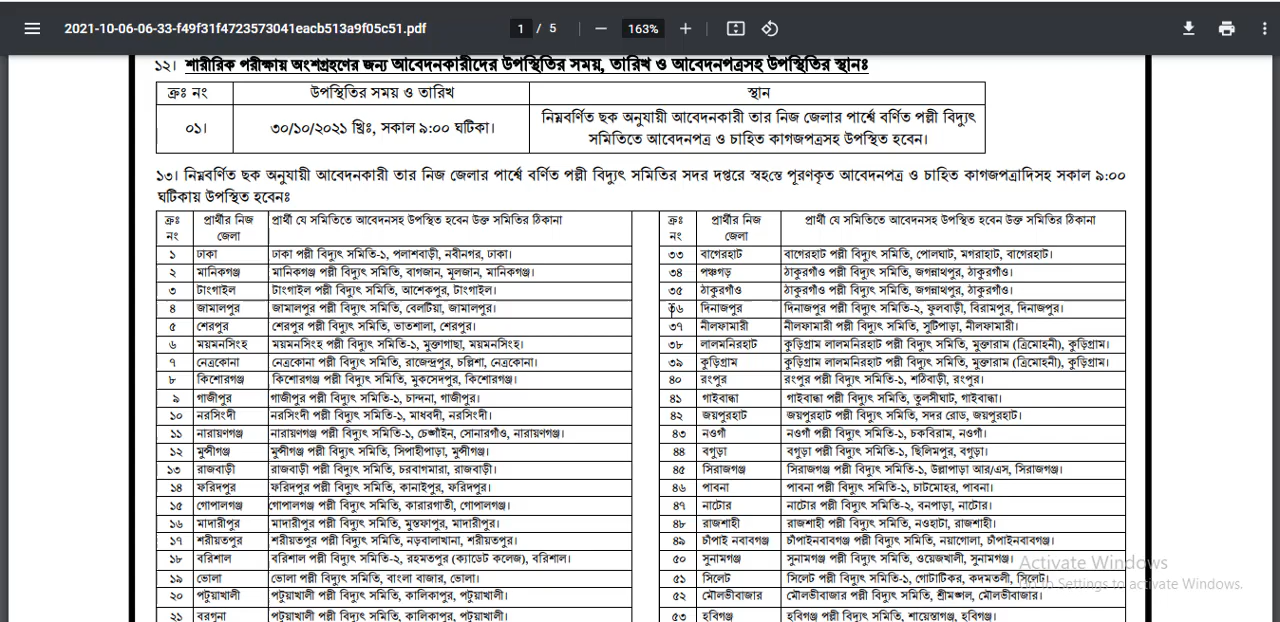 2021-10-06-06-33-f49f31f4723573041eacb513a9f05c51.pdf 1 / 5 163%
১২। শারীরিক পরীক্ষায় অংশগ্রহণের জন্য আবেদনকারীদের উপস্থিতির সময়, তারিখ ও আবেদনপত্রসহ উপস্থিতির স্থানঃ
ক্রঃ নং উপস্থিতির সময় ও তারিখ স্থান
০১। ৩০/১০/২০২১ খ্রিঃ, সকাল ৯:০০ ঘটিকা। নিম্নবর্ণিত ছক অনুযায়ী আবেদনকারী তার নিজ জেলার পার্শ্বে বর্ণিত পল্লী বিদ্যুৎ
সমিতিতে আবেদনপত্র ও চাহিত কাগজপত্রসহ উপস্থিত হবেন।
১৩। নিম্নবর্ণিত ছক অনুযায়ী আবেদনকারী তার নিজ জেলার পার্শ্বে বর্ণিত পল্লী বিদ্যুৎ সমিতির সদর দপ্তরে স্বহস্তে পূরণকৃত আবেদনপত্র ও চাহিত কাগজপত্রাদিসহ সকাল ৯:০০
ঘটিকায় উপস্থিত হবেনঃ
ক্রঃ নং প্রার্থীর নিজ জেলা প্রার্থী যে সমিতিতে আবেদনসহ উপস্থিত হবেন উক্ত সমিতির ঠিকানা
১ ঢাকা ঢাকা পল্লী বিদ্যুৎ সমিতি-১, পলাশবাড়ী, নবীনগর, ঢাকা।
২ মানিকগঞ্জ মানিকগঞ্জ পল্লী বিদ্যুৎ সমিতি, বাগজান, মূলজান, মানিকগঞ্জ।
৩ টাংগাইল টাংগাইল পল্লী বিদ্যুৎ সমিতি, আশেকপুর, টাংগাইল।
৪ জামালপুর জামালপুর পল্লী বিদ্যুৎ সমিতি, বেলটিয়া, জামালপুর।
৫ শেরপুর শেরপুর পল্লী বিদ্যুৎ সমিতি, ভাতশালা, শেরপুর।
৬ ময়মনসিংহ ময়মনসিংহ পল্লী বিদ্যুৎ সমিতি-১, মুক্তাগাছা, ময়মনসিংহ।
৭ নেত্রকোনা নেত্রকোনা পল্লী বিদ্যুৎ সমিতি, রাজেন্দ্রপুর, চল্লিশা, নেত্রকোনা।
৮ কিশোরগঞ্জ কিশোরগঞ্জ পল্লী বিদ্যুৎ সমিতি, মুকসেদপুর, কিশোরগঞ্জ।
৯ গাজীপুর গাজীপুর পল্লী বিদ্যুৎ সমিতি-১, চান্দনা, গাজীপুর।
১০ নরসিংদী নরসিংদী পল্লী বিদ্যুৎ সমিতি-১, মাধবদী, নরসিংদী।
১১ নারায়ণগঞ্জ নারায়ণগঞ্জ পল্লী বিদ্যুৎ সমিতি-১, চেঙ্গাঁইন, সোনারগাঁও, নারায়ণগঞ্জ।
১২ মুন্সীগঞ্জ মুন্সীগঞ্জ পল্লী বিদ্যুৎ সমিতি, সিপাহীপাড়া, মুন্সীগঞ্জ।
১৩ রাজবাড়ী রাজবাড়ী পল্লী বিদ্যুৎ সমিতি, চরবাগমারা, রাজবাড়ী।
১৪ ফরিদপুর ফরিদপুর পল্লী বিদ্যুৎ সমিতি, কানাইপুর, ফরিদপুর।
১৫ গোপালগঞ্জ গোপালগঞ্জ পল্লী বিদ্যুৎ সমিতি, কারারগাতী, গোপালগঞ্জ।
১৬ মাদারীপুর মাদারীপুর পল্লী বিদ্যুৎ সমিতি, মুস্তফাপুর, মাদারীপুর।
১৭ শরীয়তপুর শরীয়তপুর পল্লী বিদ্যুৎ সমিতি, নড়বালাখানা, শরীয়তপুর।
১৮ বরিশাল বরিশাল পল্লী বিদ্যুৎ সমিতি-২, রহমতপুর (ক্যাডেট কলেজ), বরিশাল।
১৯ ভোলা ভোলা পল্লী বিদ্যুৎ সমিতি, বাংলা বাজার, ভোলা।
২০ পটুয়াখালী পটুয়াখালী পল্লী বিদ্যুৎ সমিতি, কালিকাপুর, পটুয়াখালী।
২১ বরগুনা পটুয়াখালী পল্লী বিদ্যুৎ সমিতি, কালিকাপুর, পটুয়াখালী।
ক্রঃ নং প্রার্থীর নিজ জেলা প্রার্থী যে সমিতিতে আবেদনসহ উপস্থিত হবেন উক্ত সমিতির ঠিকানা
৩৩ বাগেরহাট বাগেরহাট পল্লী বিদ্যুৎ সমিতি, পোলঘাট, মগরাহাট, বাগেরহাট।
৩৪ পঞ্চগড় ঠাকুরগাঁও পল্লী বিদ্যুৎ সমিতি, জগন্নাথপুর, ঠাকুরগাঁও।
৩৫ ঠাকুরগাঁও ঠাকুরগাঁও পল্লী বিদ্যুৎ সমিতি, জগন্নাথপুর, ঠাকুরগাঁও।
৩৬ দিনাজপুর দিনাজপুর পল্লী বিদ্যুৎ সমিতি-২, ফুলবাড়ী, বিরামপুর, দিনাজপুর।
৩৭ নীলফামারী নীলফামারী পল্লী বিদ্যুৎ সমিতি, সুটিপাড়া, নীলফামারী।
৩৮ লালমনিরহাট কুড়িগ্রাম লালমনিরহাট পল্লী বিদ্যুৎ সমিতি, মুক্তারাম (ত্রিমোহনী), কুড়িগ্রাম।
৩৯ কুড়িগ্রাম কুড়িগ্রাম লালমনিরহাট পল্লী বিদ্যুৎ সমিতি, মুক্তারাম (ত্রিমোহনী), কুড়িগ্রাম।
৪০ রংপুর রংপুর পল্লী বিদ্যুৎ সমিতি-১, শঠিবাড়ী, রংপুর।
৪১ গাইবান্ধা গাইবান্ধা পল্লী বিদ্যুৎ সমিতি, তুলসীঘাট, গাইবান্ধা।
৪২ জয়পুরহাট জয়পুরহাট পল্লী বিদ্যুৎ সমিতি, সদর রোড, জয়পুরহাট।
৪৩ নওগাঁ নওগাঁ পল্লী বিদ্যুৎ সমিতি-১, চকবিরাম, নওগাঁ।
৪৪ বগুড়া বগুড়া পল্লী বিদ্যুৎ সমিতি-১, ছিলিমপুর, বগুড়া।
৪৫ সিরাজগঞ্জ সিরাজগঞ্জ পল্লী বিদ্যুৎ সমিতি-১, উল্লাপাড়া আর/এস, সিরাজগঞ্জ।
৪৬ পাবনা পাবনা পল্লী বিদ্যুৎ সমিতি-১, চাটমোহর, পাবনা।
৪৭ নাটোর নাটোর পল্লী বিদ্যুৎ সমিতি-২, বনপাড়া, নাটোর।
৪৮ রাজশাহী রাজশাহী পল্লী বিদ্যুৎ সমিতি, নওহাটা, রাজশাহী।
৪৯ চাঁপাই নবাবগঞ্জ চাঁপাইনবাবগঞ্জ পল্লী বিদ্যুৎ সমিতি, নয়াগোলা, চাঁপাইনবাবগঞ্জ।
৫০ সুনামগঞ্জ সুনামগঞ্জ পল্লী বিদ্যুৎ সমিতি, ওয়েজখালী, সুনামগঞ্জ।
৫১ সিলেট সিলেট পল্লী বিদ্যুৎ সমিতি-১, গোটাটিকর, কদমতলী, সিলেট।
৫২ মৌলভীবাজার মৌলভীবাজার পল্লী বিদ্যুৎ সমিতি, শ্রীমঙ্গল, মৌলভীবাজার।
৫৩ হবিগঞ্জ হবিগঞ্জ পল্লী বিদ্যুৎ সমিতি, শায়েস্তাগঞ্জ, হবিগঞ্জ।
Activate Windows
Go to Settings to activate Windows.